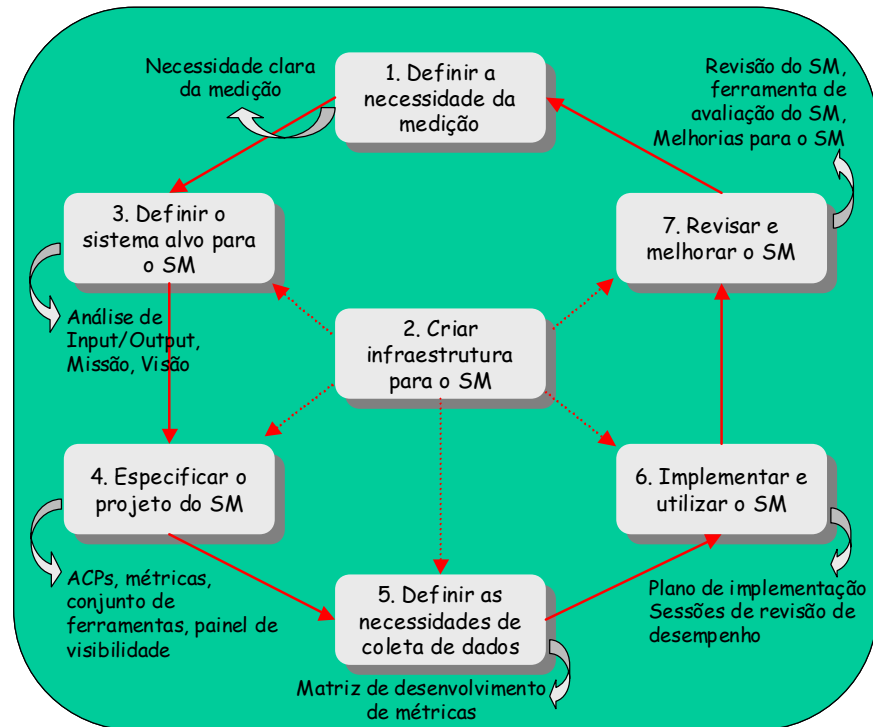 Necessidade clara
da medição
1. Definir a
necessidade da
medição
Revisão do SM,
ferramenta de
avaliação do SM,
Melhorias para o SM
3. Definir o
sistema alvo para
o SM
7. Revisar e
melhorar o SM
Análise de
Input/Output,
Missão, Visão
2. Criar
infraestrutura
para o SM
4. Especificar o
projeto do SM
6. Implementar e
utilizar o SM
ACPs, métricas,
conjunto de
ferramentas, painel de
visibilidade
5. Definir as
necessidades de
coleta de dados
Plano de implementação
Sessões de revisão de
desempenho
Matriz de desenvolvimento
de métricas